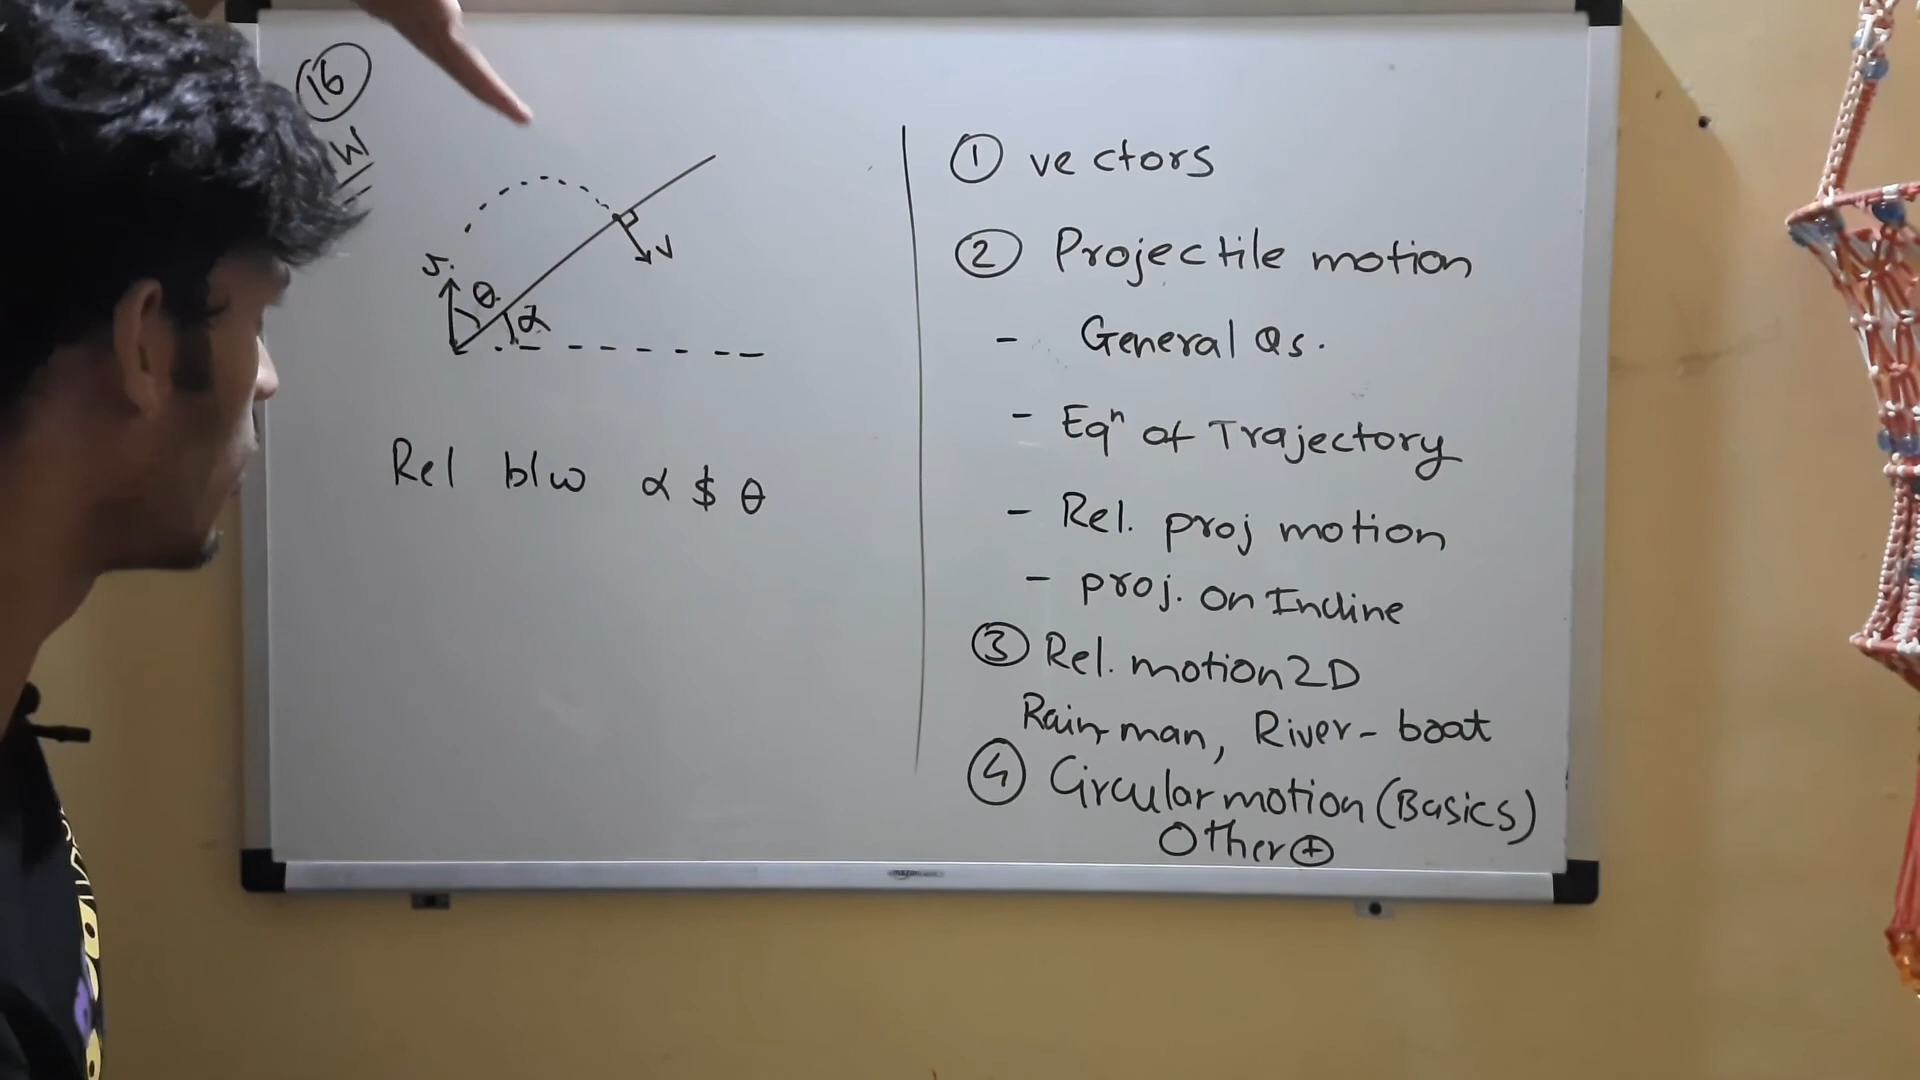 16
W
θ
α
v
Rel b/w α $ θ
① vectors
② Projectile motion
- General Qs.
- Eqⁿ of Trajectory
- Rel. proj motion
- proj. on Incline
③ Rel. motion 2D
Rain-man, River-boat
④ Circular motion (Basics)
Other ⊕